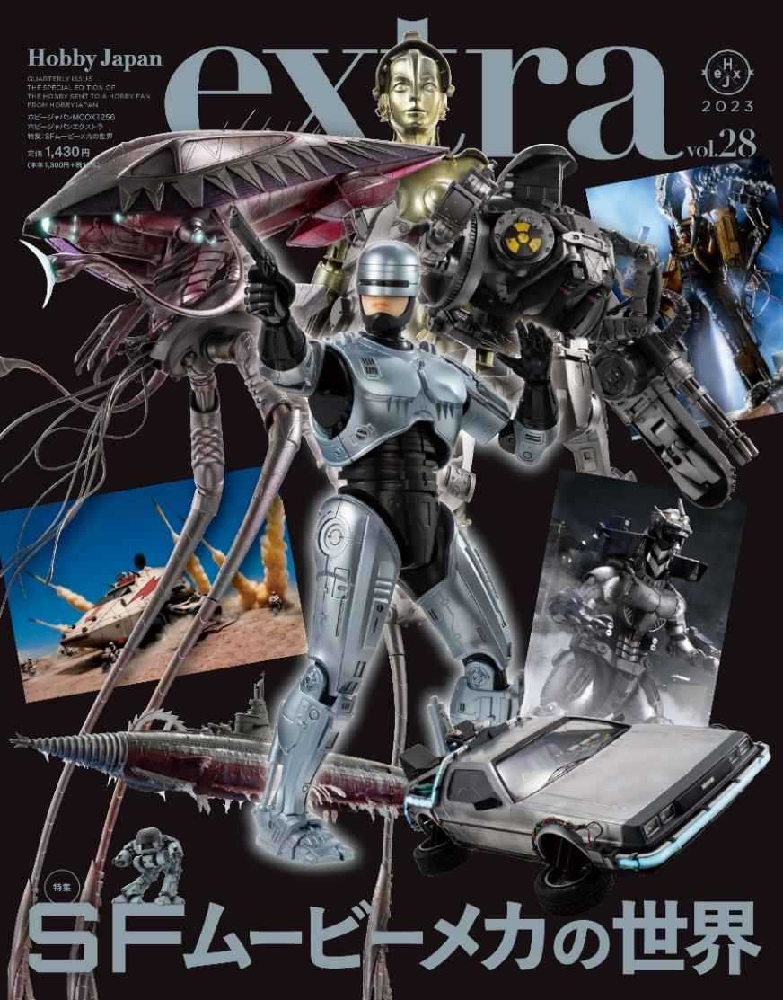 extra
Hobby Japan
QUARTERLY ISSUE
THE SPECIAL EDITION OF
THE HOBBY SENT TO A HOBBY FAN
FROM HOBBYJAPAN
ホビージャパンMOOK1256
ホビージャパンエクストラ
特集：SFムービーメカの世界
定価 1,430円
(本体1,300円+税10%)
H
e x
J
2023
vol.28
特集
SFムービーメカの世界